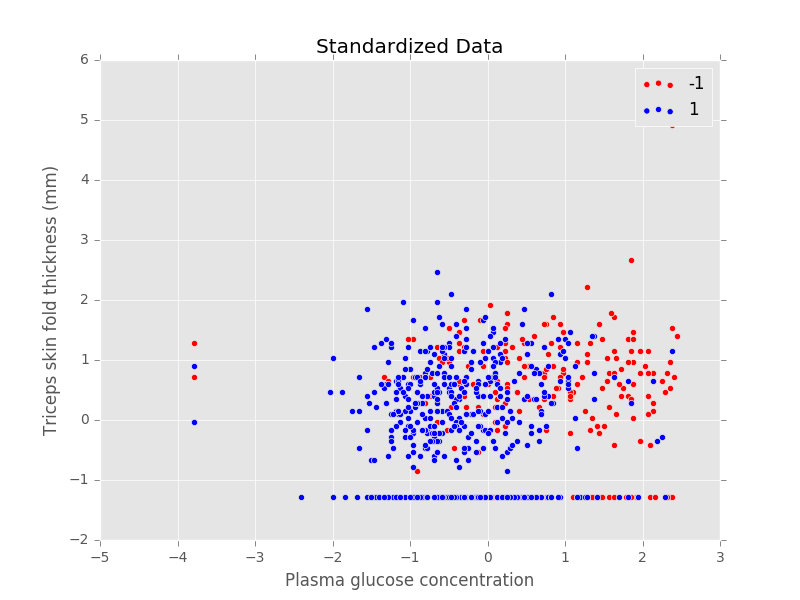 Standardized Data
6
5
4
3
2
1
0
−1
−2
−5 −4 −3 −2 −1 0 1 2 3
Triceps skin fold thickness (mm)
Plasma glucose concentration
-1
1